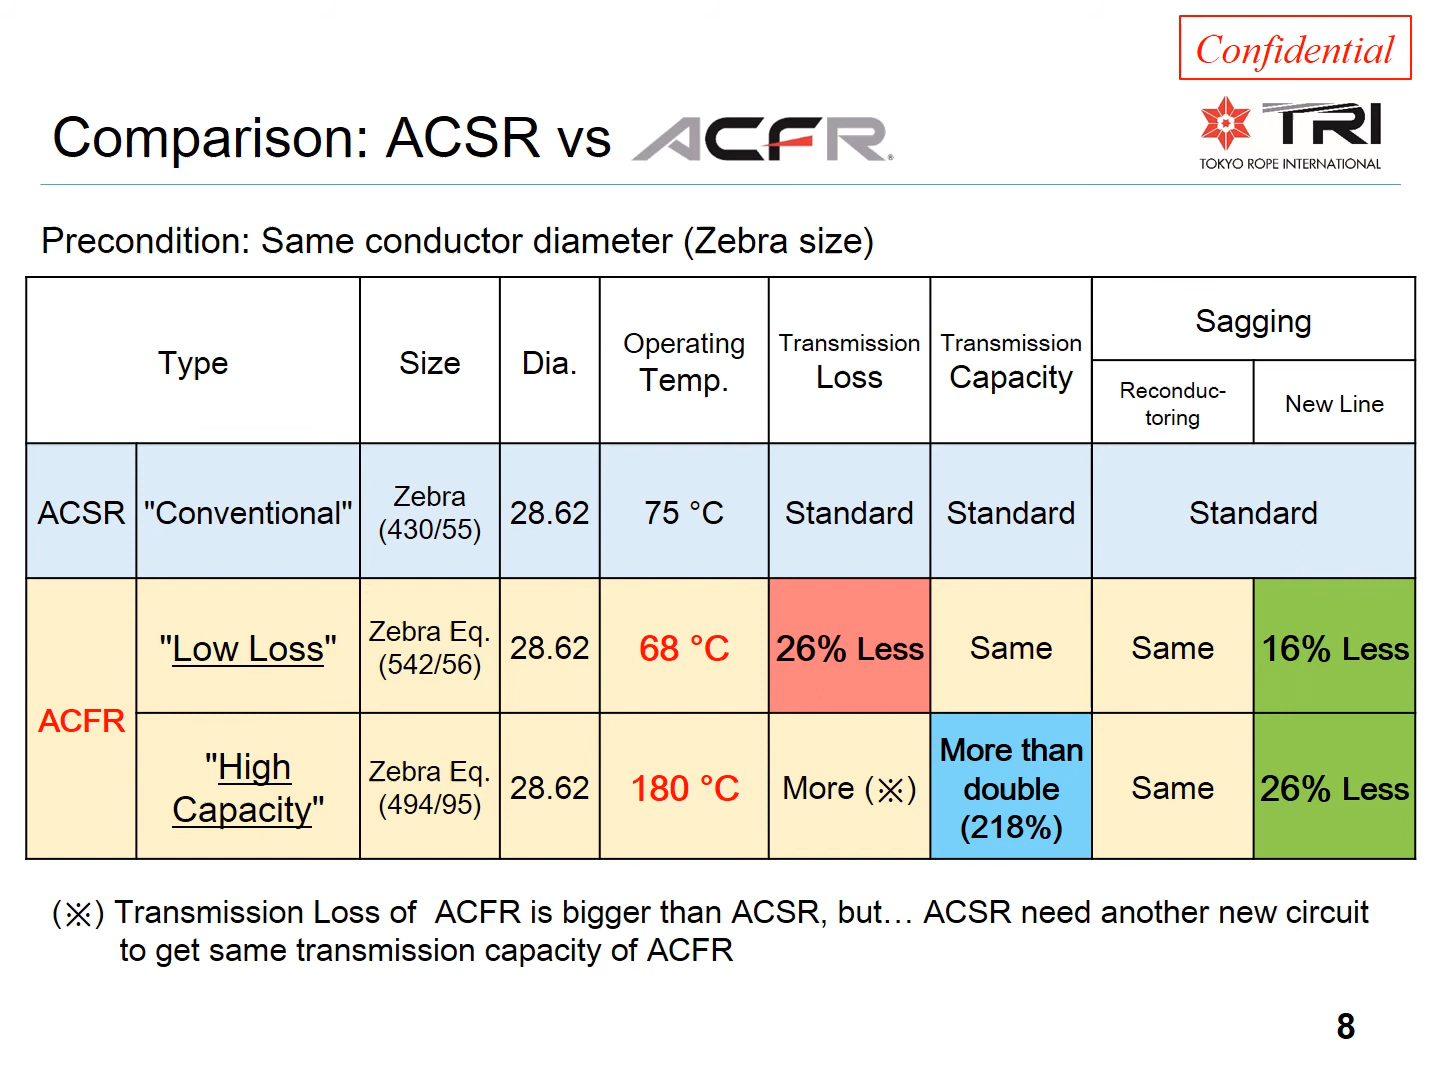 Confidential
Comparison: ACSR vs ACFR®
TRI
TOKYO ROPE INTERNATIONAL
Precondition: Same conductor diameter (Zebra size)
Type
Size
Dia.
Operating
Temp.
Transmission
Loss
Transmission
Capacity
Sagging
Reconduc-
toring
New Line
ACSR
"Conventional"
Zebra
(430/55)
28.62
75 °C
Standard
Standard
Standard
ACFR
"Low Loss"
Zebra Eq.
(542/56)
28.62
68 °C
26% Less
Same
Same
16% Less
"High
Capacity"
Zebra Eq.
(494/95)
28.62
180 °C
More (※)
More than
double
(218%)
Same
26% Less
(※) Transmission Loss of  ACFR is bigger than ACSR, but… ACSR need another new circuit
to get same transmission capacity of ACFR
8